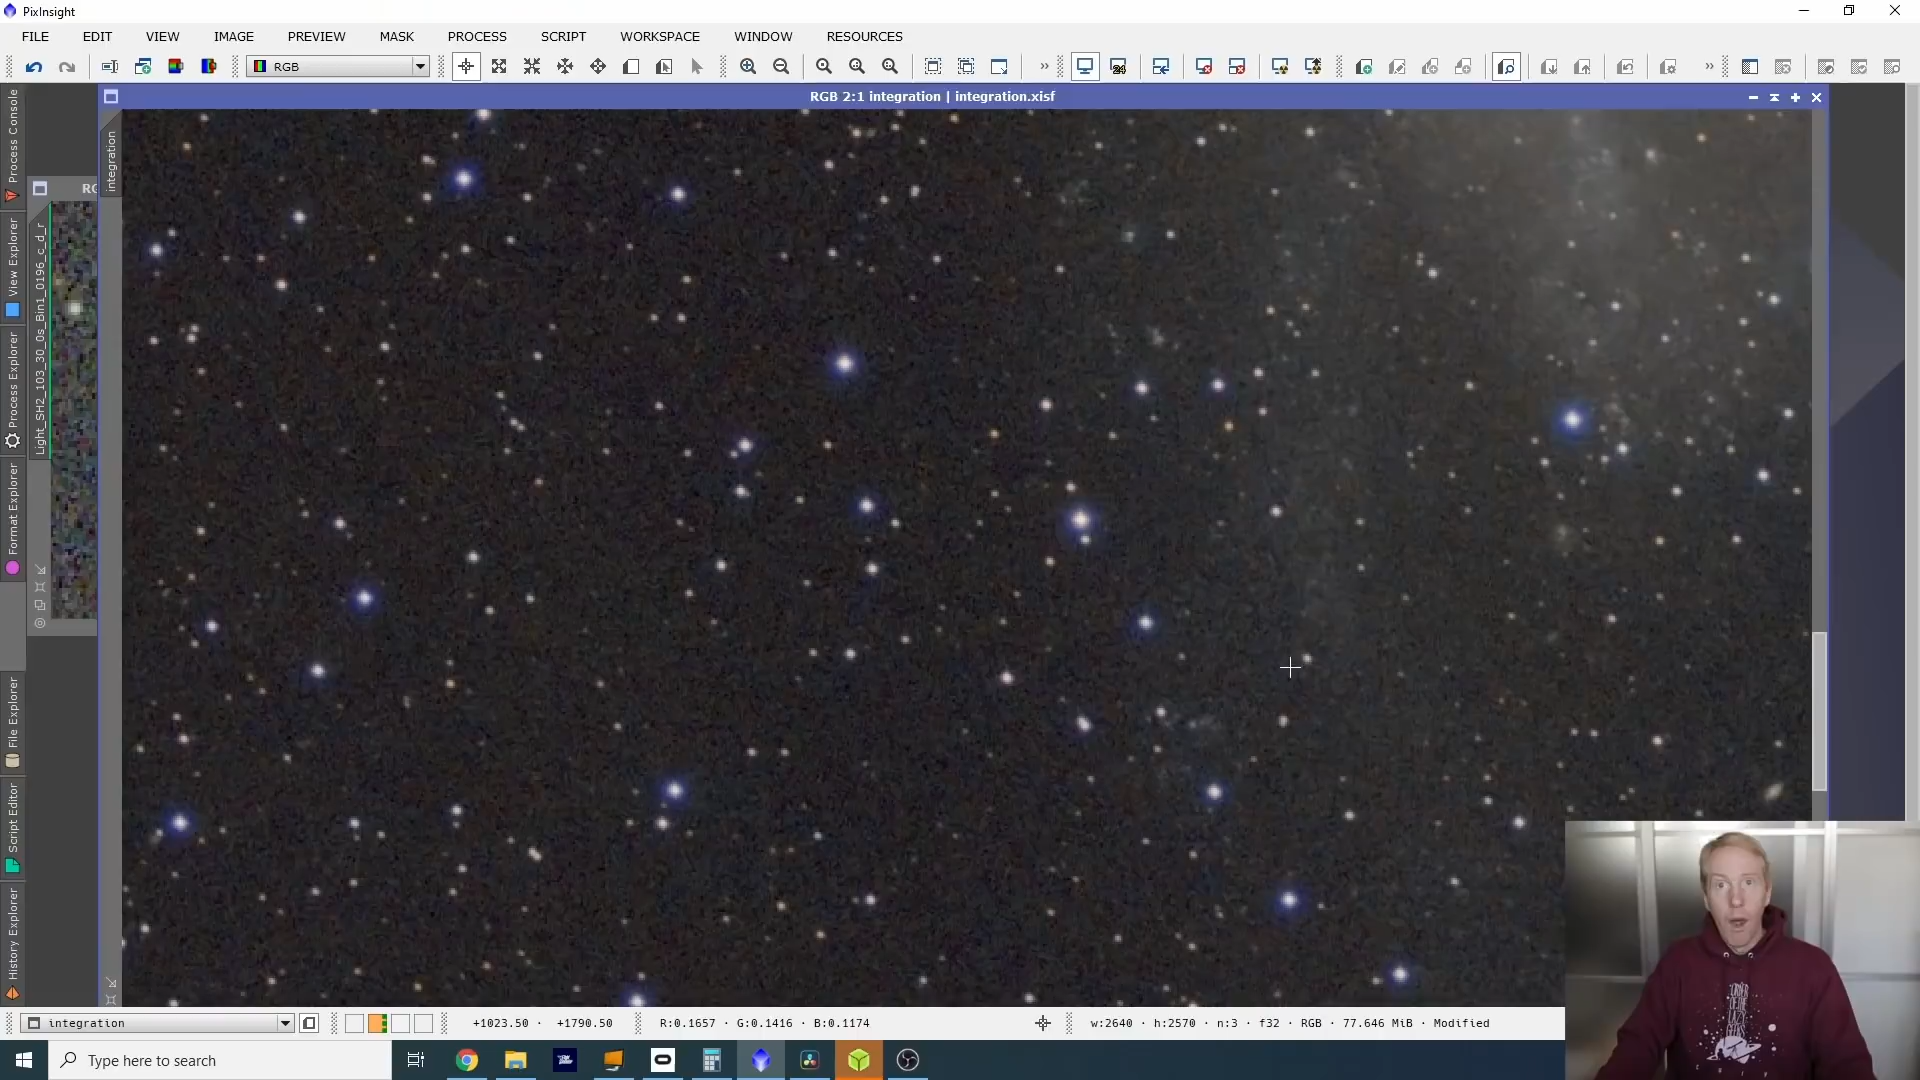 PixInsight
FILE EDIT VIEW IMAGE PREVIEW MASK PROCESS SCRIPT WORKSPACE WINDOW RESOURCES
RGB
24
RGB 2:1 integration | integration.xisf
integration
Process Console
View Explorer
Process Explorer
Format Explorer
File Explorer
Script Editor
History Explorer
Light_SH2_103_30_0s_Bin1_0196_c_d_r
integration
+1023.50 · +1790.50
R:0.1657 · G:0.1416 · B:0.1174
w:2640 · h:2570 · n:3 · f32 · RGB · 77.646 MiB · Modified
Type here to search